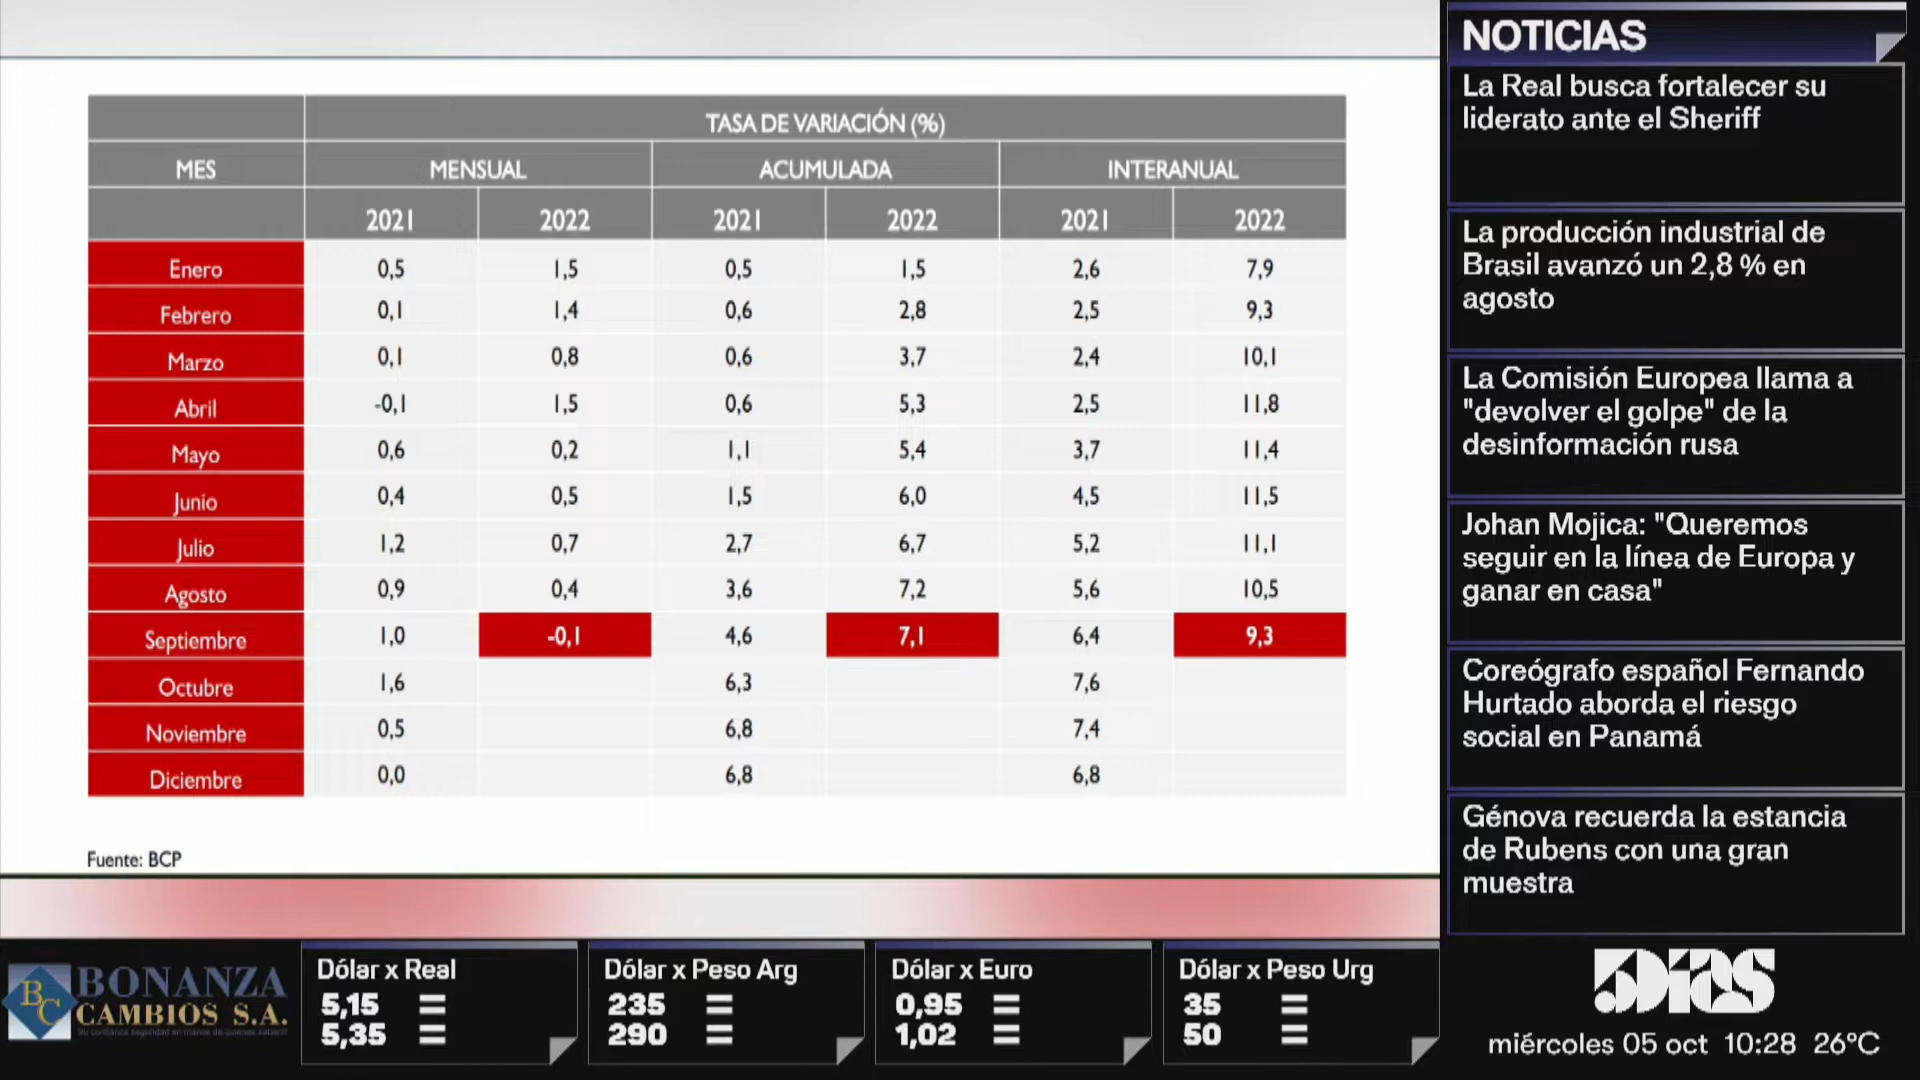 TASA DE VARIACIÓN (%)
MES MENSUAL ACUMULADA INTERANUAL
2021 2022 2021 2022 2021 2022
Enero 0,5 1,5 0,5 1,5 2,6 7,9
Febrero 0,1 1,4 0,6 2,8 2,5 9,3
Marzo 0,1 0,8 0,6 3,7 2,4 10,1
Abril -0,1 1,5 0,6 5,3 2,5 11,8
Mayo 0,6 0,2 1,1 5,4 3,7 11,4
Junio 0,4 0,5 1,5 6,0 4,5 11,5
Julio 1,2 0,7 2,7 6,7 5,2 11,1
Agosto 0,9 0,4 3,6 7,2 5,6 10,5
Septiembre 1,0 -0,1 4,6 7,1 6,4 9,3
Octubre 1,6 6,3 7,6
Noviembre 0,5 6,8 7,4
Diciembre 0,0 6,8 6,8
Fuente: BCP
NOTICIAS
La Real busca fortalecer su
liderato ante el Sheriff
La producción industrial de
Brasil avanzó un 2,8 % en
agosto
La Comisión Europea llama a
"devolver el golpe" de la
desinformación rusa
Johan Mojica: "Queremos
seguir en la línea de Europa y
ganar en casa"
Coreógrafo español Fernando
Hurtado aborda el riesgo
social en Panamá
Génova recuerda la estancia
de Rubens con una gran
muestra
BC
BONANZA
CAMBIOS S.A.
Dólar x Real
5,15 =
5,35 =
Dólar x Peso Arg
235 =
290 =
Dólar x Euro
0,95 =
1,02 =
Dólar x Peso Urg
35 =
50 =
5Días
miércoles 05 oct 10:28 26°C